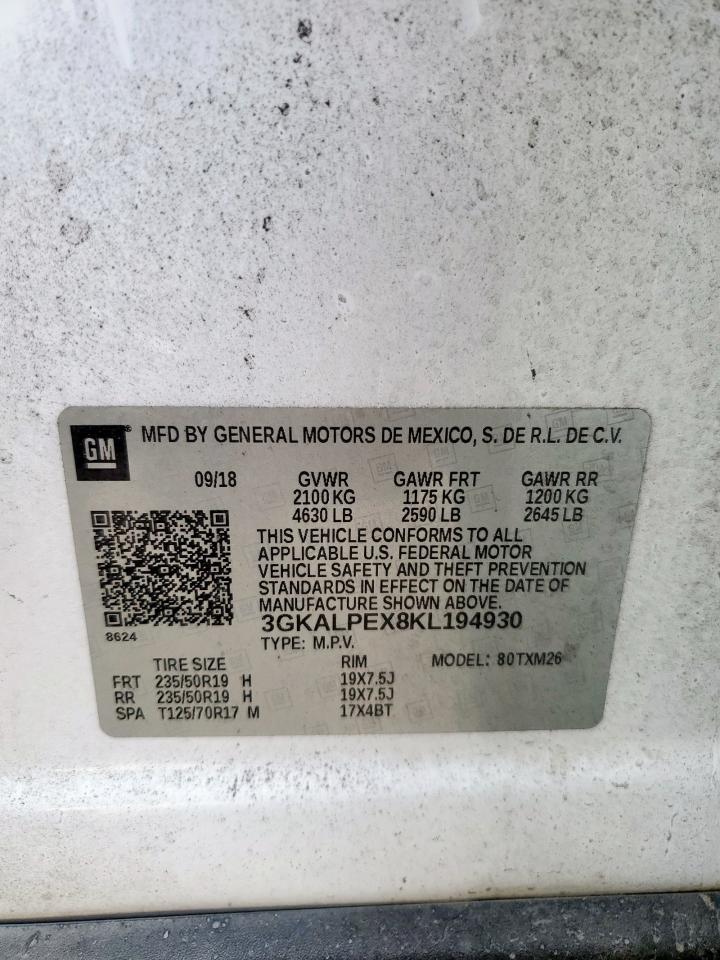 GM® MFD BY GENERAL MOTORS DE MEXICO, S. DE R.L. DE C.V.
09/18 GVWR GAWR FRT GAWR RR
2100 KG 1175 KG 1200 KG
4630 LB 2590 LB 2645 LB
THIS VEHICLE CONFORMS TO ALL
APPLICABLE U.S. FEDERAL MOTOR
VEHICLE SAFETY AND THEFT PREVENTION
STANDARDS IN EFFECT ON THE DATE OF
MANUFACTURE SHOWN ABOVE.
3GKALPEX8KL194930
8624
TYPE: M.P.V.
TIRE SIZE RIM MODEL: 80TXM26
FRT 235/50R19 H 19X7.5J
RR 235/50R19 H 19X7.5J
SPA T125/70R17 M 17X4BT